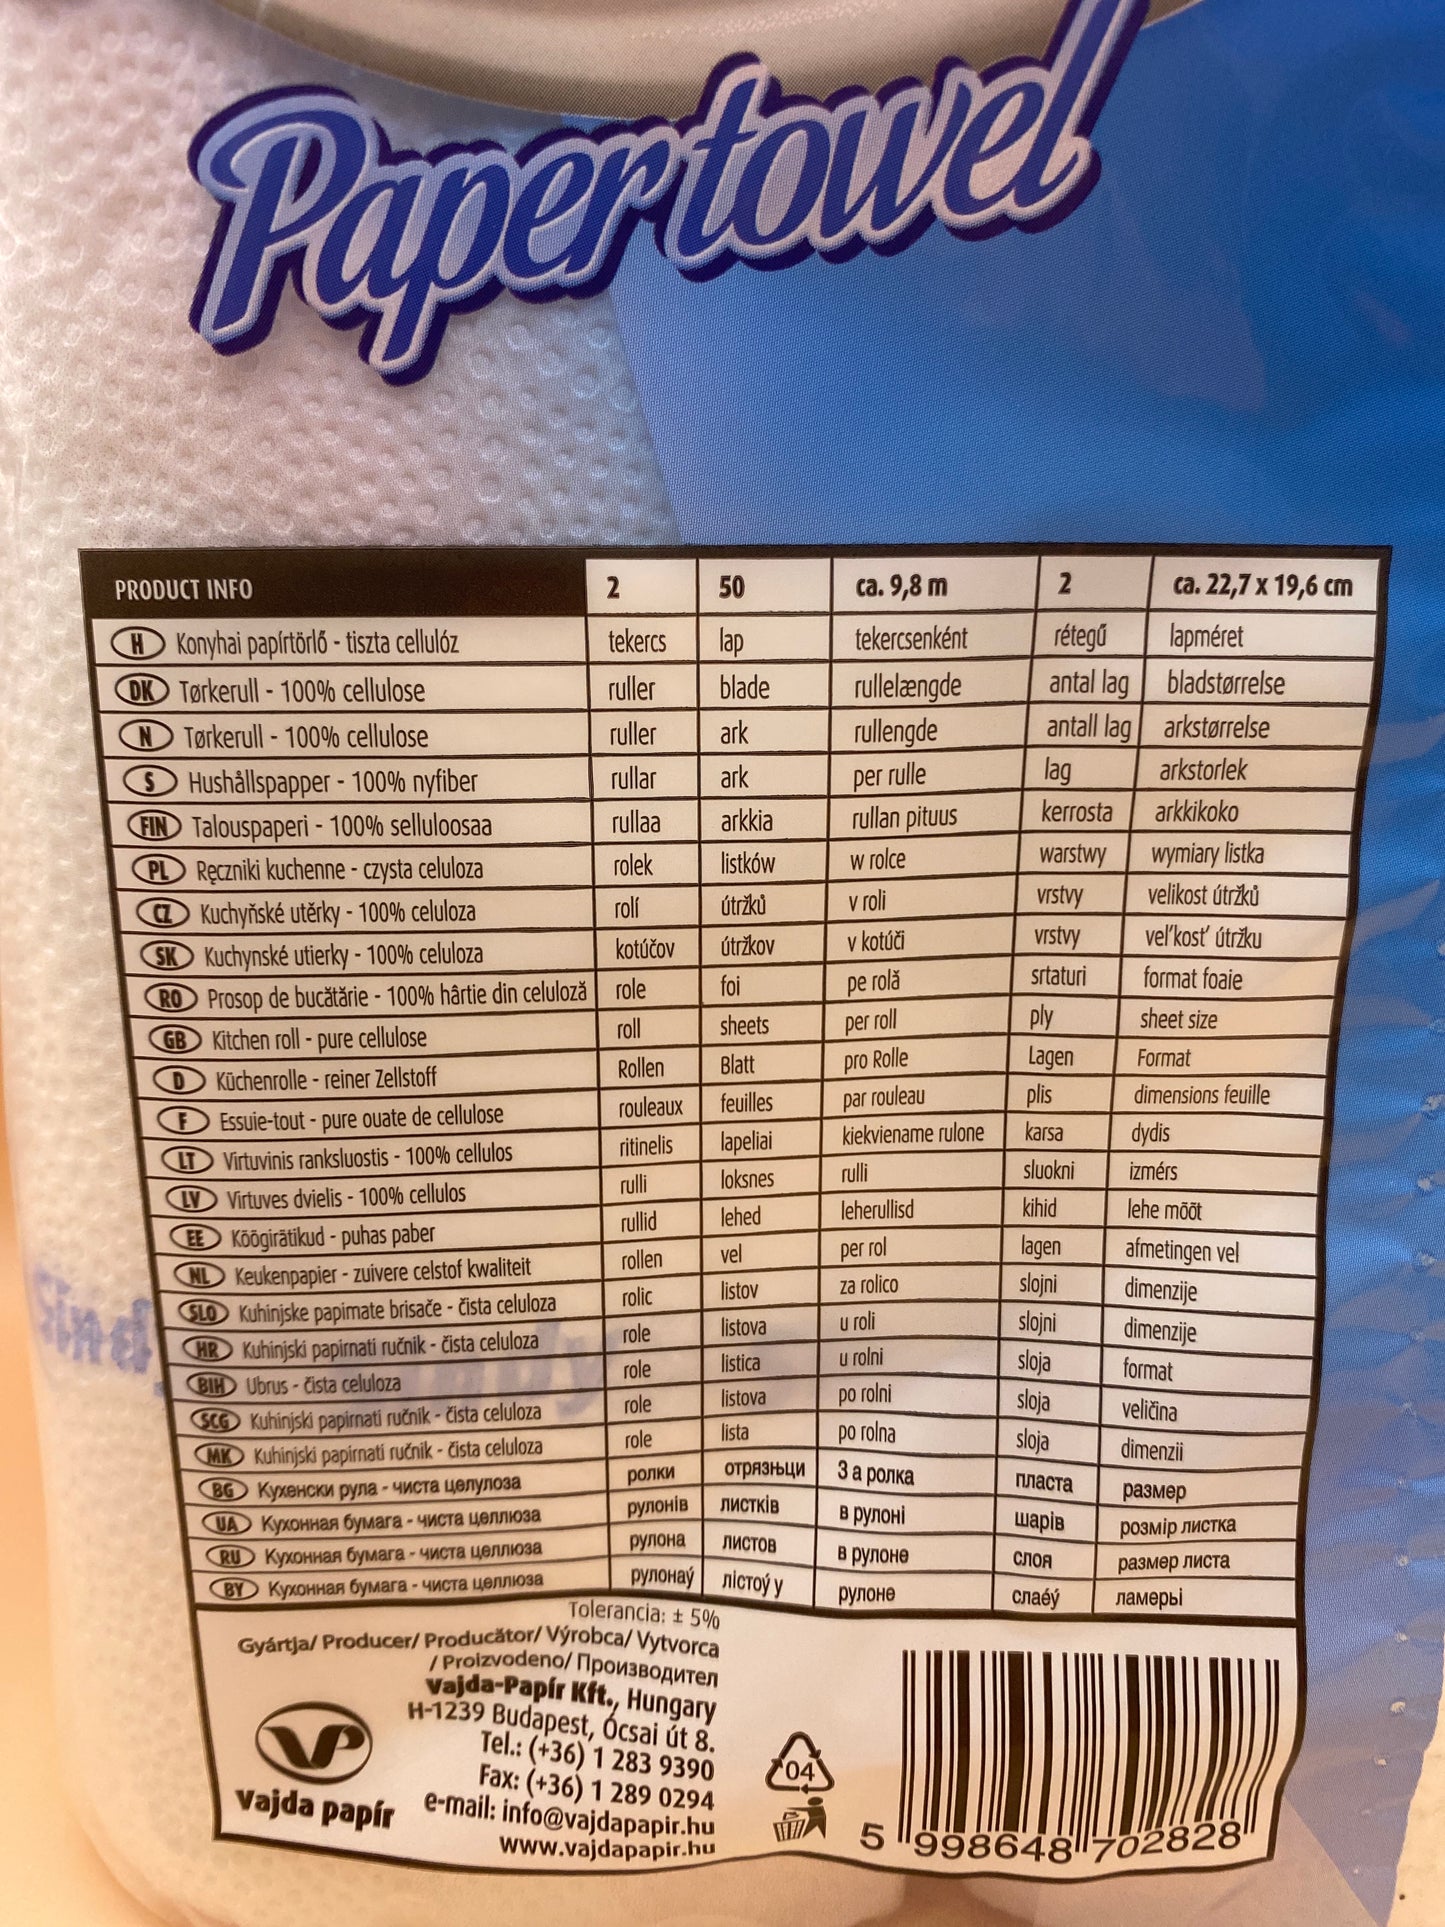 Papertowel
PRODUCT INFO 2 50 ca. 9,8 m 2 ca. 22,7 x 19,6 cm
H Konyhai papírtörlő - tiszta cellulóz tekercs lap tekercsenként rétegű lapméret
DK Tørkerull - 100% cellulose ruller blade rullelængde antal lag bladstørrelse
N Tørkerull - 100% cellulose ruller ark rullengde antall lag arkstørrelse
S Hushållspapper - 100% nyfiber rullar ark per rulle lag arkstorlek
FIN Talouspaperi - 100% selluloosaa rullaa arkkia rullan pituus kerrosta arkkikoko
PL Ręczniki kuchenne - czysta celuloza rolek listków w rolce warstwy wymiary listka
CZ Kuchyňské utěrky - 100% celuloza rolí útržků v roli vrstvy velikost útržků
SK Kuchynské utierky - 100% celuloza kotúčov útržkov v kotúči vrstvy vel'kost' útržku
RO Prosop de bucătărie - 100% hârtie din celuloză role foi pe rolă srtaturi format foaie
GB Kitchen roll - pure cellulose roll sheets per roll ply sheet size
D Küchenrolle - reiner Zellstoff Rollen Blatt pro Rolle Lagen Format
F Essuie-tout - pure ouate de cellulose rouleaux feuilles par rouleau plis dimensions feuille
LT Virtuvinis ranksluostis - 100% cellulos ritinelis lapeliai kiekviename rulone karsa dydis
LV Virtuves dvielis - 100% cellulos rulli loksnes rulli sluokni izmérs
EE Köögirätikud - puhas paber rullid lehed leherullisd kihid lehe mõõt
NL Keukenpapier - zuivere celstof kwaliteit rollen vel per rol lagen afmetingen vel
SLO Kuhinjske papirnate brisače - čista celuloza rolic listov za rolico slojni dimenzije
HR Kuhinjski papirnati ručnik - čista celuloza role listova u roli slojni dimenzije
BIH Ubrus - čista celuloza role listica u rolni sloja format
SCG Kuhinjski papirnati ručnik - čista celuloza role listova po rolni sloja veličina
MK Kuhinjski papirnati ručnik - čista celuloza role lista po rolna sloja dimenzii
BG Кухенски рула - чиста целулоза ролки отрязньци З а ролка пласта размер
UA Кухонная бумага - чиста целлюоза рулонів листків в рулоні шарів розмір листка
RU Кухонная бумага - чиста целлюоза рулона листов в рулоне слоя размер листа
BY Кухонная бумага - чиста целлюоза рулонаў лістоў у рулоне слаéў памерьі
Tolerancia: ± 5%
Gyártja/ Producer/ Producător/ Výrobca/ Vytvorca
/ Proizvodeno/ Производител
Vajda-Papír Kft., Hungary
H-1239 Budapest, Ócsai út 8.
Tel.: (+36) 1 283 9390
Fax: (+36) 1 289 0294
e-mail: info@vajdapapir.hu
www.vajdapapir.hu
Vajda papír
04
5 998648 702828